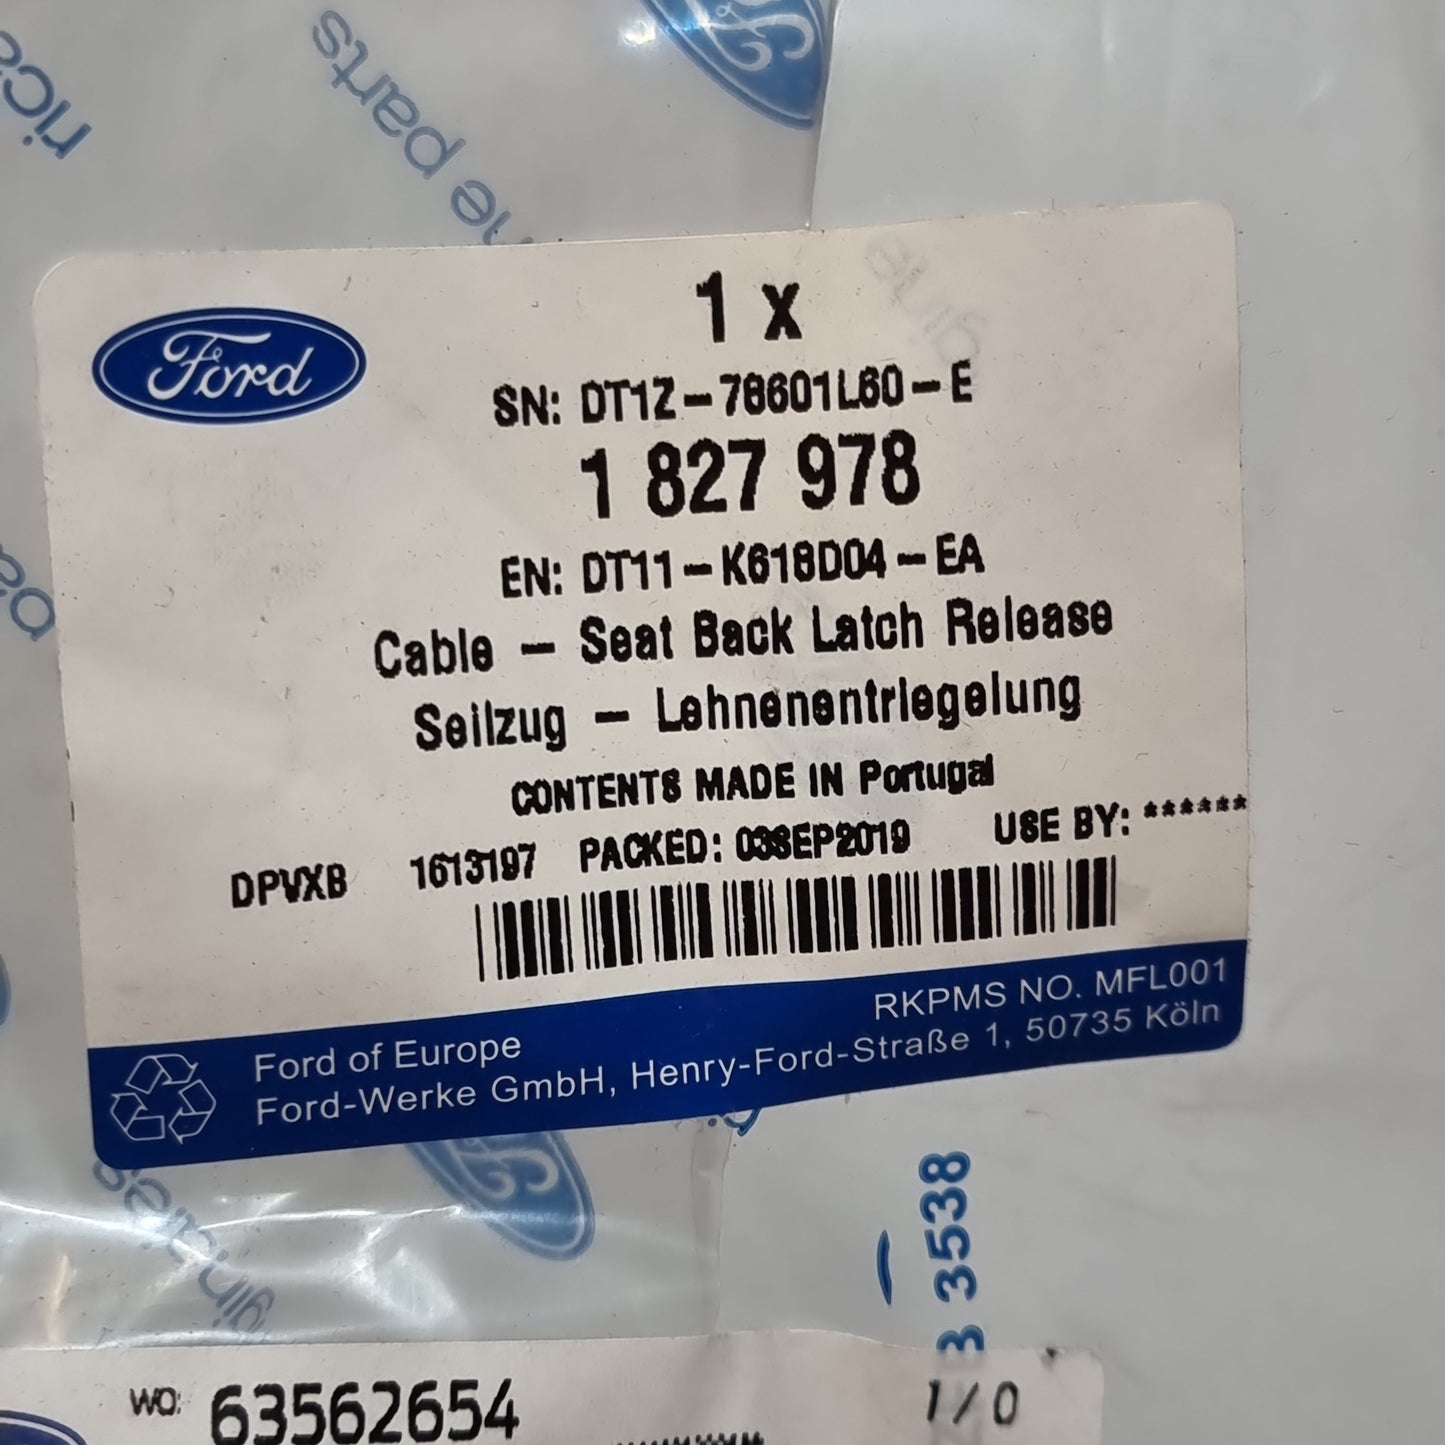 parts
Ford
1 x
SN: DT1Z-78601L60-E
1 827 978
EN: DT11-K618D04-EA
Cable - Seat Back Latch Release
Seilzug - Lehnenentriegelung
CONTENTS MADE IN Portugal
DPVXB 1613197 PACKED: 03SEP2019 USE BY: ******
RKPMS NO. MFL001
Ford of Europe
Ford-Werke GmbH, Henry-Ford-Straße 1, 50735 Köln
3538
WO: 63562654
1/0